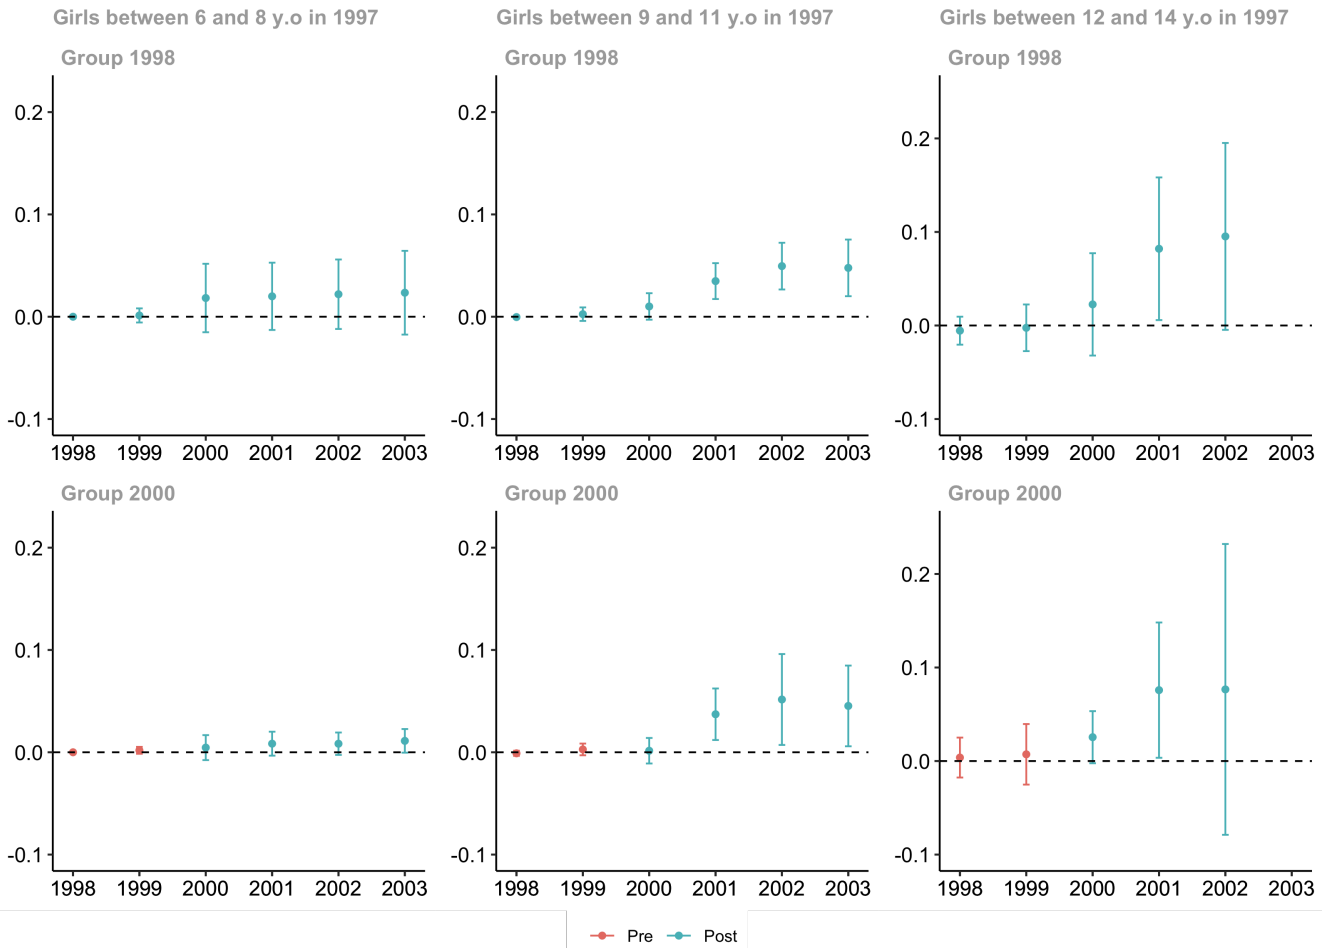 Girls between 6 and 8 y.o in 1997
Girls between 9 and 11 y.o in 1997
Girls between 12 and 14 y.o in 1997
Group 1998
Group 1998
Group 1998
0.2
0.1
0.0
-0.1
1998 1999 2000 2001 2002 2003
0.2
0.1
0.0
-0.1
1998 1999 2000 2001 2002 2003
0.2
0.1
0.0
-0.1
1998 1999 2000 2001 2002 2003
Group 2000
Group 2000
Group 2000
0.2
0.1
0.0
-0.1
1998 1999 2000 2001 2002 2003
0.2
0.1
0.0
-0.1
1998 1999 2000 2001 2002 2003
0.2
0.1
0.0
-0.1
1998 1999 2000 2001 2002 2003
Pre Post